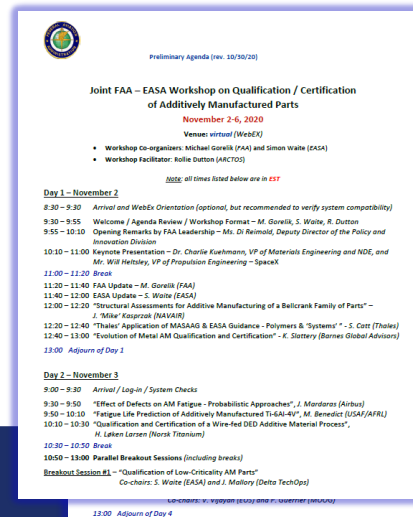 Preliminary Agenda (rev. 10/30/20)
Joint FAA – EASA Workshop on Qualification / Certification
of Additively Manufactured Parts
November 2-6, 2020
Venue: virtual (WebEX)
• Workshop Co-organizers: Michael Gorelik (FAA) and Simon Waite (EASA)
• Workshop Facilitator: Rollie Dutton (ARCTOS)
Note: all times listed below are in EST
Day 1 – November 2
8:30 – 9:30 Arrival and WebEx Orientation (optional, but recommended to verify system compatibility)
9:30 – 9:55 Welcome / Agenda Review / Workshop Format – M. Gorelik, S. Waite, R. Dutton
9:55 – 10:10 Opening Remarks by FAA Leadership – Ms. Di Reimold, Deputy Director of the Policy and
Innovation Division
10:10 – 11:00 Keynote Presentation – Dr. Charlie Kuehmann, VP of Materials Engineering and NDE, and
Mr. Will Heltsley, VP of Propulsion Engineering – SpaceX
11:00 – 11:20 Break
11:20 – 11:40 FAA Update – M. Gorelik (FAA)
11:40 – 12:00 EASA Update – S. Waite (EASA)
12:00 – 12:20 "Structural Assessments for Additive Manufacturing of a Bellcrank Family of Parts" –
J. 'Mike' Kasprzak (NAVAIR)
12:20 – 12:40 "Thales' Application of MASAAG & EASA Guidance - Polymers & 'Systems' " - S. Catt (Thales)
12:40 – 13:00 "Evolution of Metal AM Qualification and Certification" - K. Slattery (Barnes Global Advisors)
13:00 Adjourn of Day 1
Day 2 – November 3
9:00 – 9:30 Arrival / Log-in / System Checks
9:30 – 9:50 "Effect of Defects on AM Fatigue - Probabilistic Approaches", J. Mardaras (Airbus)
9:50 – 10:10 "Fatigue Life Prediction of Additively Manufactured Ti-6Al-4V", M. Benedict (USAF/AFRL)
10:10 – 10:30 "Qualification and Certification of a Wire-fed DED Additive Material Process",
H. Løken Larsen (Norsk Titanium)
10:30 – 10:50 Break
10:50 – 13:00 Parallel Breakout Sessions (including breaks)
Breakout Session #1 – "Qualification of Low-Criticality AM Parts"
Co-chairs: S. Waite (EASA) and J. Mallory (Delta TechOps)
Co-chairs: V. Vijayan (EOS) and P. Guerrier (MOOG)
13:00 Adjourn of Day 4